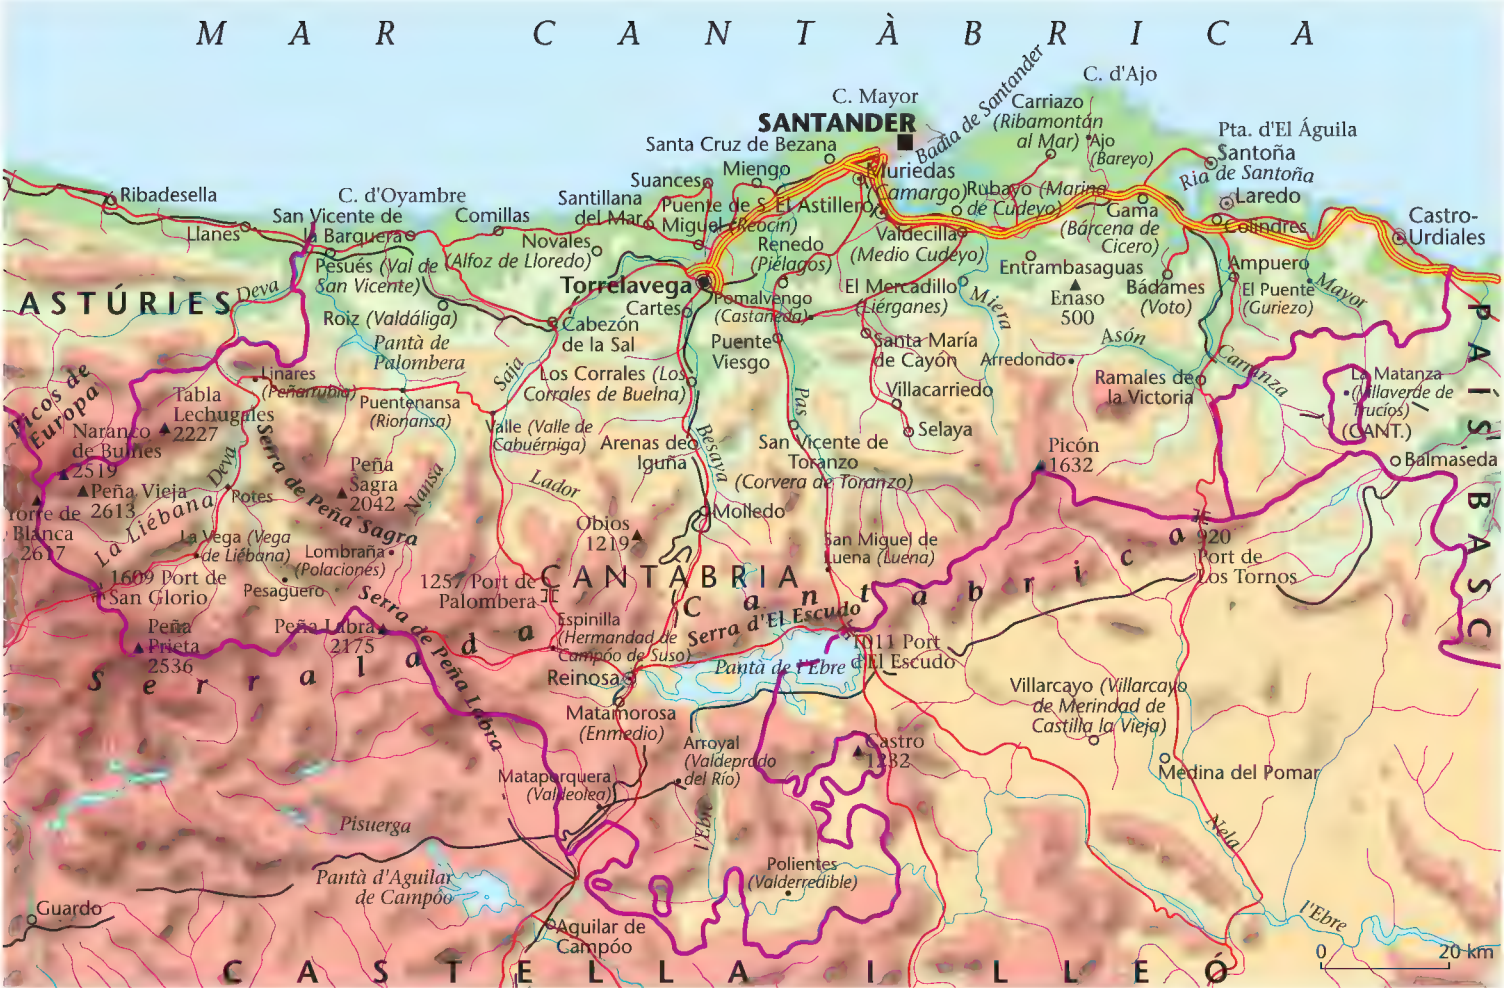 MAR CANTÀBRICA
C. d'Ajo
C. Mayor
SANTANDER
Badia de Santander
Carriazo
(Ribamontán
al Mar)
Ajo
(Bareyo)
Pta. d'El Águila
Santoña
Ria de Santoña
Laredo
Colindres
Castro-
Urdiales
Santa Cruz de Bezana
Miengo
Muriedas
(Camargo)
Rubayo (Marina
de Cudeyo)
Gama
(Bárcena de
Cicero)
Suances
Santillana
del Mar
Puente de S.
Miguel (Reocín)
El Astillero
Valdecilla
(Medio Cudeyo)
Ribadesella
Llanes
C. d'Oyambre
San Vicente de
la Barquera
Comillas
Novales
(Alfoz de Lloredo)
Renedo
(Piélagos)
Entrambasaguas
Ampuero
El Puente
(Guriezo)
Mayor
Bádames
(Voto)
Enaso
500
El Mercadillo
(Liérganes)
Miera
Pesués (Val de
San Vicente)
Torrelavega
Cartes
Pomalvengo
(Castañeda)
ASTÚRIES
Deva
Roiz (Valdáliga)
Cabezón
de la Sal
Puente
Viesgo
Santa María
de Cayón
Arredondo
Asón
Carranza
Ramales de
la Victoria
La Matanza
(Villaverde de
Trucíos)
(CANT.)
PAÍS BASC
Pantà de
Palombera
Saia
Los Corrales (Los
Corrales de Buelna)
Pas
Villacarriedo
Selaya
Picos de
Europa
Linares
(Peñarrubia)
Tabla
Lechugales
2227
Puentenansa
(Rionansa)
Valle (Valle de
Cabuérniga)
Arenas de
Iguña
Besaya
San Vicente de
Toranzo
(Corvera de Toranzo)
Picón
1632
Balmaseda
Naranco
de Bulnes
2519
Peña Vieja
2613
Torre de
Blanca
2617
Deva
Potes
La Liébana
Serra de Peña Sagra
Peña
Sagra
2042
Nansa
Lador
Obios
1219
Molledo
San Miguel de
Luena (Luena)
920
Port de
Los Tornos
La Vega (Vega
de Liébana)
Lombraña
(Polaciones)
Pesaguero
1609 Port de
San Glorio
1257 Port de
Palombera
CANTABRIA
Serralada Cantabrica
Serra d'El Escudo
Peña
Prieta
2536
Peña Labra
2175
Serra de Peña Labra
Espinilla
(Hermandad de
Campóo de Suso)
Reinosa
Pantà de l'Ebre
1011 Port
d'El Escudo
Matamorosa
(Enmedio)
Arroyal
(Valdeprado
del Río)
Castro
1232
Villarcayo (Villarcayo
de Merindad de
Castilla la Vieja)
Medina del Pomar
Mataporquera
(Valdeolea)
l'Ebre
Nela
Pisuerga
Pantà d'Aguilar
de Campóo
Polientes
(Valderredible)
Guardo
Aguilar de
Campóo
l'Ebre
0 20 km
CASTELLA I LLEÓ